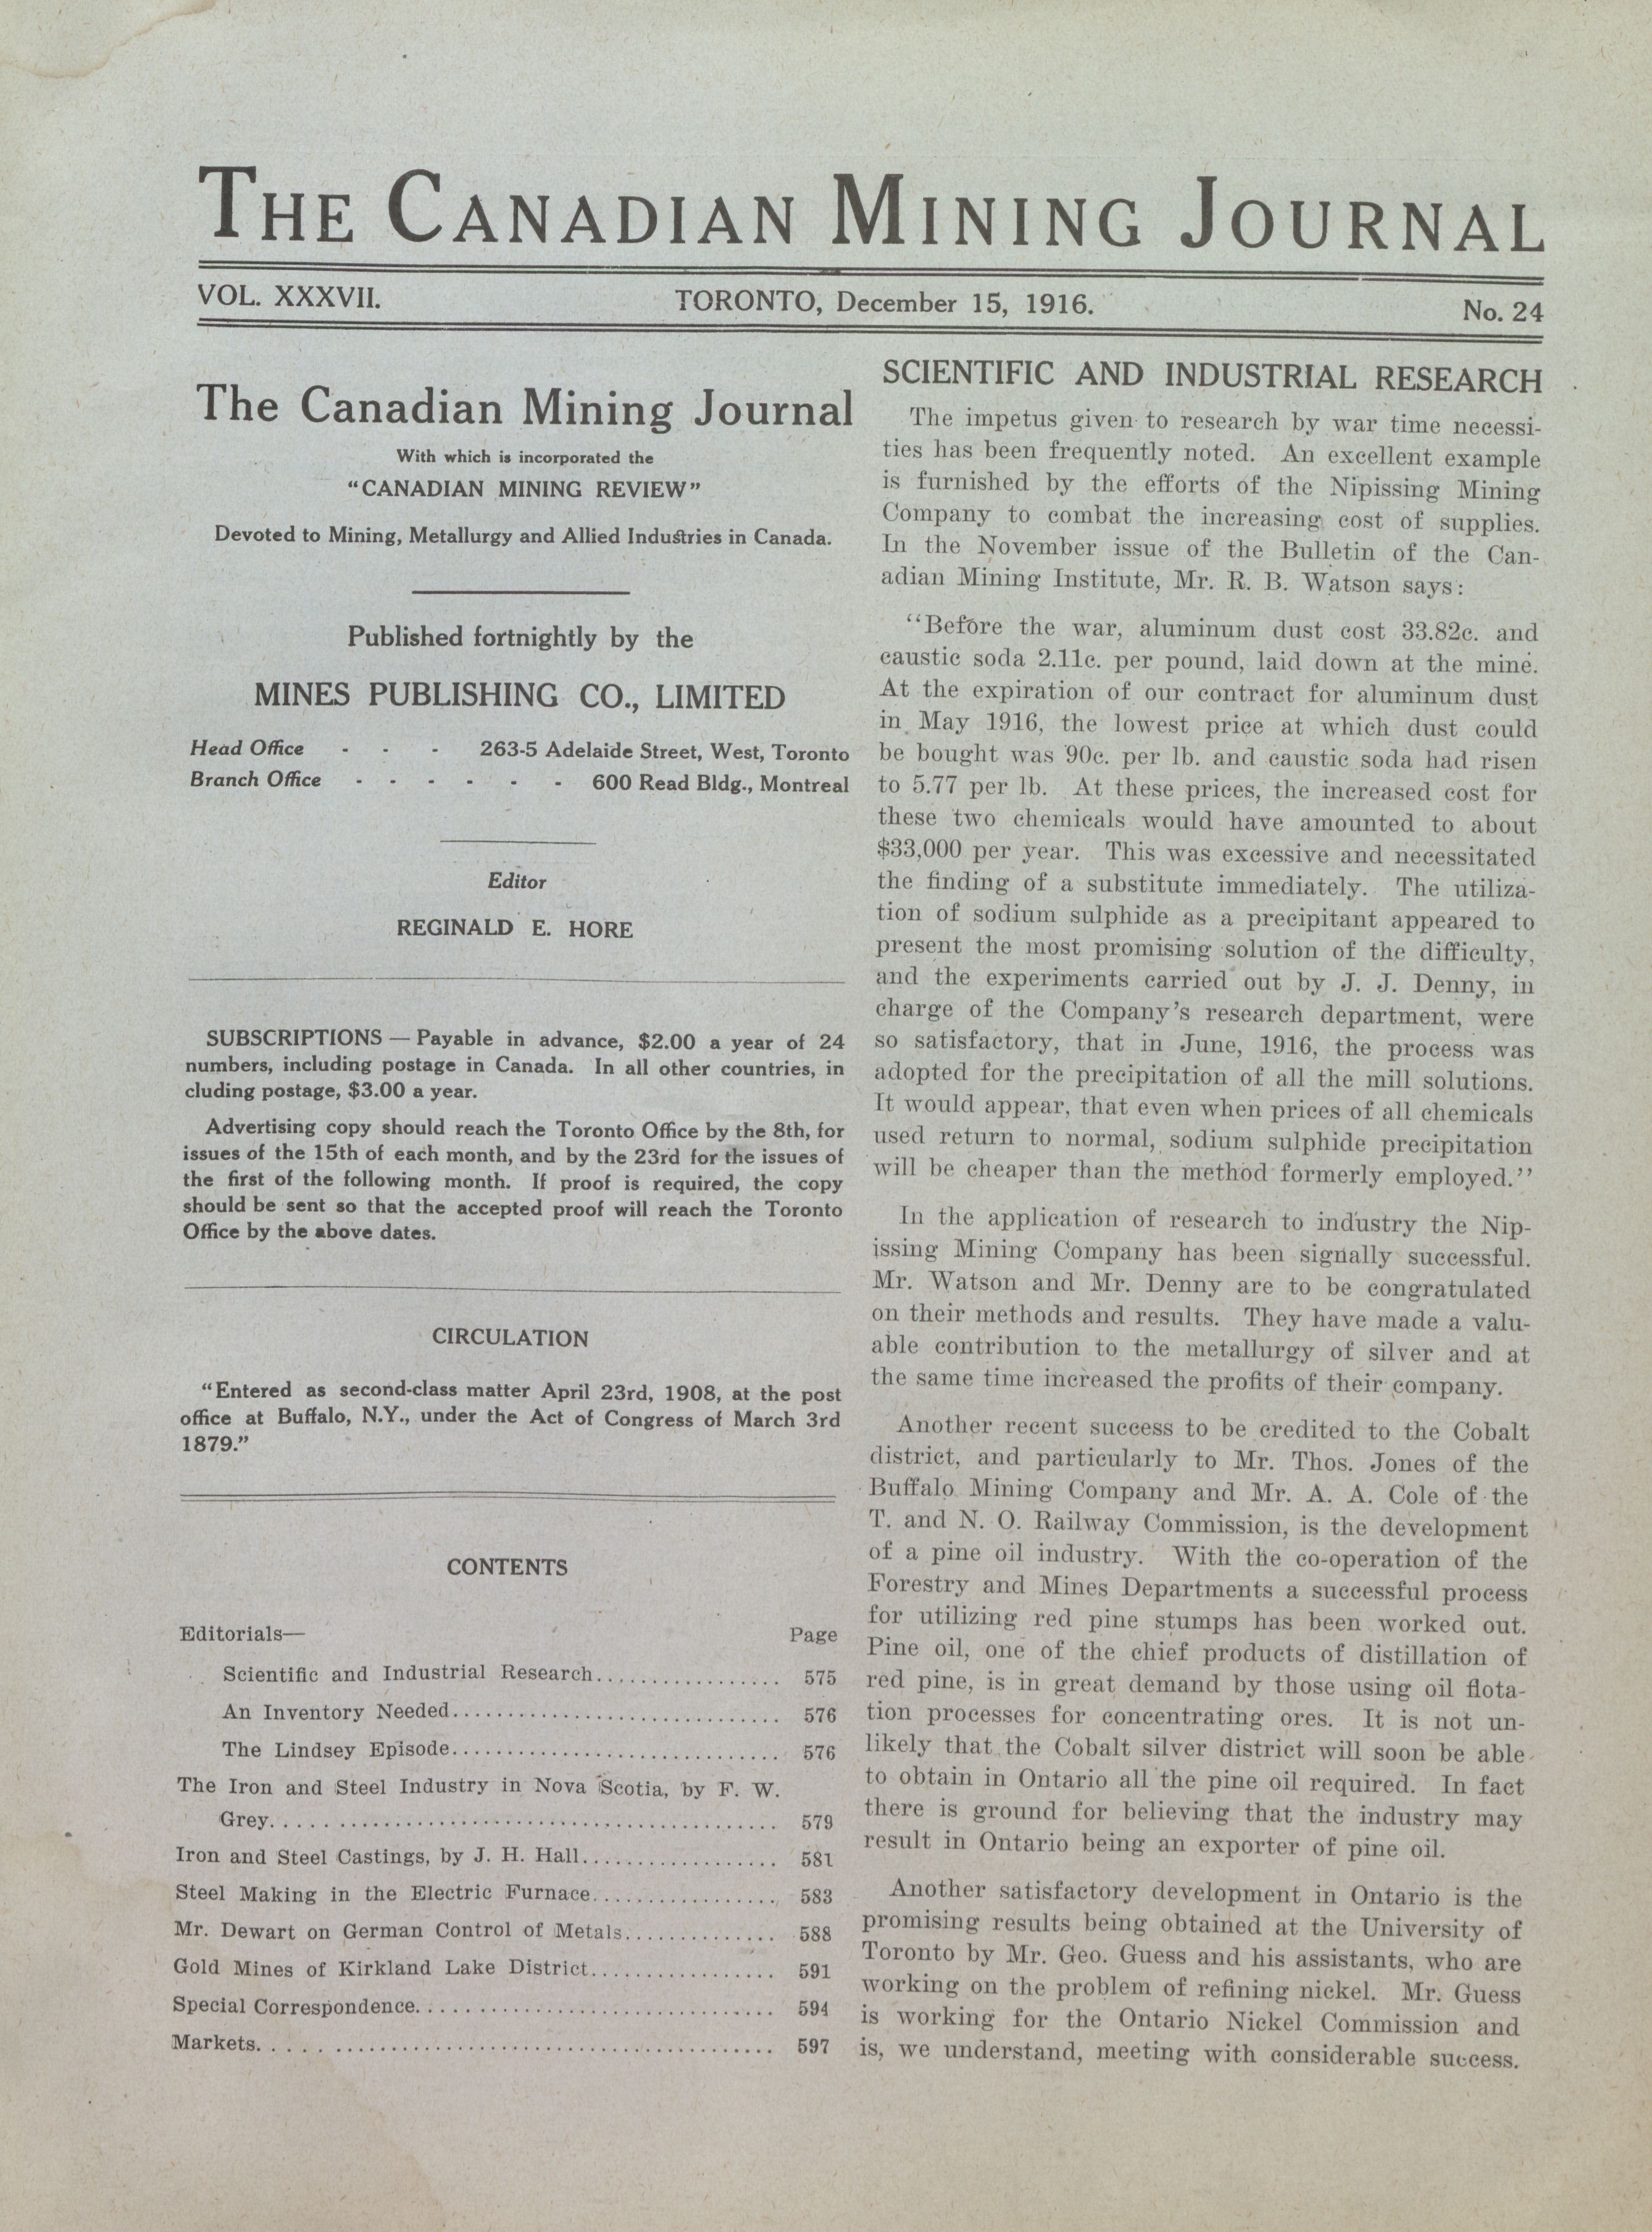 THE CANADIAN MINING JOURNAL
VOL. XXXVII. TORONTO, December 15, 1916. No. 24
The Canadian Mining Journal
With which is incorporated the
“CANADIAN MINING REVIEW”
Devoted to Mining, Metallurgy and Allied Industries in Canada.
Published fortnightly by the
MINES PUBLISHING CO., LIMITED
Head Office - - - 263-5 Adelaide Street, West, Toronto
Branch Office - - - - - - 600 Read Bldg., Montreal
Editor
REGINALD E. HORE
SUBSCRIPTIONS — Payable in advance, $2.00 a year of 24
numbers, including postage in Canada. In all other countries, in
cluding postage, $3.00 a year.
Advertising copy should reach the Toronto Office by the 8th, for
issues of the 15th of each month, and by the 23rd for the issues of
the first of the following month. If proof is required, the copy
should be sent so that the accepted proof will reach the Toronto
Office by the above dates.
CIRCULATION
“Entered as second-class matter April 23rd, 1908, at the post
office at Buffalo, N.Y., under the Act of Congress of March 3rd
1879.”
CONTENTS
Editorials— Page
Scientific and Industrial Research................. 575
An Inventory Needed.............................. 576
The Lindsey Episode.............................. 576
The Iron and Steel Industry in Nova Scotia, by F. W.
Grey............................................... 579
Iron and Steel Castings, by J. H. Hall.................. 581
Steel Making in the Electric Furnace................. 583
Mr. Dewart on German Control of Metals.............. 588
Gold Mines of Kirkland Lake District................. 591
Special Correspondence................................. 594
Markets............................................... 597
SCIENTIFIC AND INDUSTRIAL RESEARCH
The impetus given to research by war time necessi-
ties has been frequently noted. An excellent example
is furnished by the efforts of the Nipissing Mining
Company to combat the increasing cost of supplies.
In the November issue of the Bulletin of the Can-
adian Mining Institute, Mr. R. B. Watson says:
“Before the war, aluminum dust cost 33.82c. and
caustic soda 2.11c. per pound, laid down at the mine.
At the expiration of our contract for aluminum dust
in May 1916, the lowest price at which dust could
be bought was 90c. per lb. and caustic soda had risen
to 5.77 per lb. At these prices, the increased cost for
these two chemicals would have amounted to about
$33,000 per year. This was excessive and necessitated
the finding of a substitute immediately. The utiliza-
tion of sodium sulphide as a precipitant appeared to
present the most promising solution of the difficulty,
and the experiments carried out by J. J. Denny, in
charge of the Company’s research department, were
so satisfactory, that in June, 1916, the process was
adopted for the precipitation of all the mill solutions.
It would appear, that even when prices of all chemicals
used return to normal, sodium sulphide precipitation
will be cheaper than the method formerly employed.”
In the application of research to industry the Nip-
issing Mining Company has been signally successful.
Mr. Watson and Mr. Denny are to be congratulated
on their methods and results. They have made a valu-
able contribution to the metallurgy of silver and at
the same time increased the profits of their company.
Another recent success to be credited to the Cobalt
district, and particularly to Mr. Thos. Jones of the
Buffalo Mining Company and Mr. A. A. Cole of the
T. and N. O. Railway Commission, is the development
of a pine oil industry. With the co-operation of the
Forestry and Mines Departments a successful process
for utilizing red pine stumps has been worked out.
Pine oil, one of the chief products of distillation of
red pine, is in great demand by those using oil flota-
tion processes for concentrating ores. It is not un-
likely that the Cobalt silver district will soon be able
to obtain in Ontario all the pine oil required. In fact
there is ground for believing that the industry may
result in Ontario being an exporter of pine oil.
Another satisfactory development in Ontario is the
promising results being obtained at the University of
Toronto by Mr. Geo. Guess and his assistants, who are
working on the problem of refining nickel. Mr. Guess
is working for the Ontario Nickel Commission and
is, we understand, meeting with considerable success.